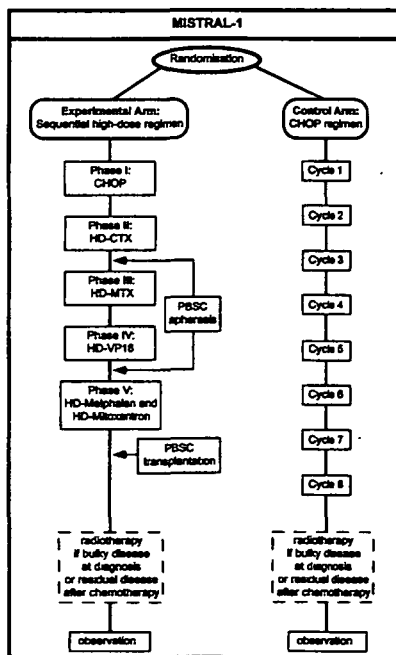 MISTRAL-1
Randomisation
Experimental Arm:
Sequential high-dose regimen
Phase I:
CHOP
Phase II:
HD-CTX
Phase III:
HD-MTX
PBSC
apheresis
Phase IV:
HD-VP16
Phase V:
HD-Melphalan and
HD-Mitoxantron
PBSC
transplantation
radiotherapy
if bulky disease
at diagnosis
or residual disease
after chemotherapy
observation
Control Arm:
CHOP regimen
Cycle 1
Cycle 2
Cycle 3
Cycle 4
Cycle 5
Cycle 6
Cycle 7
Cycle 8
radiotherapy
if bulky disease
at diagnosis
or residual disease
after chemotherapy
observation